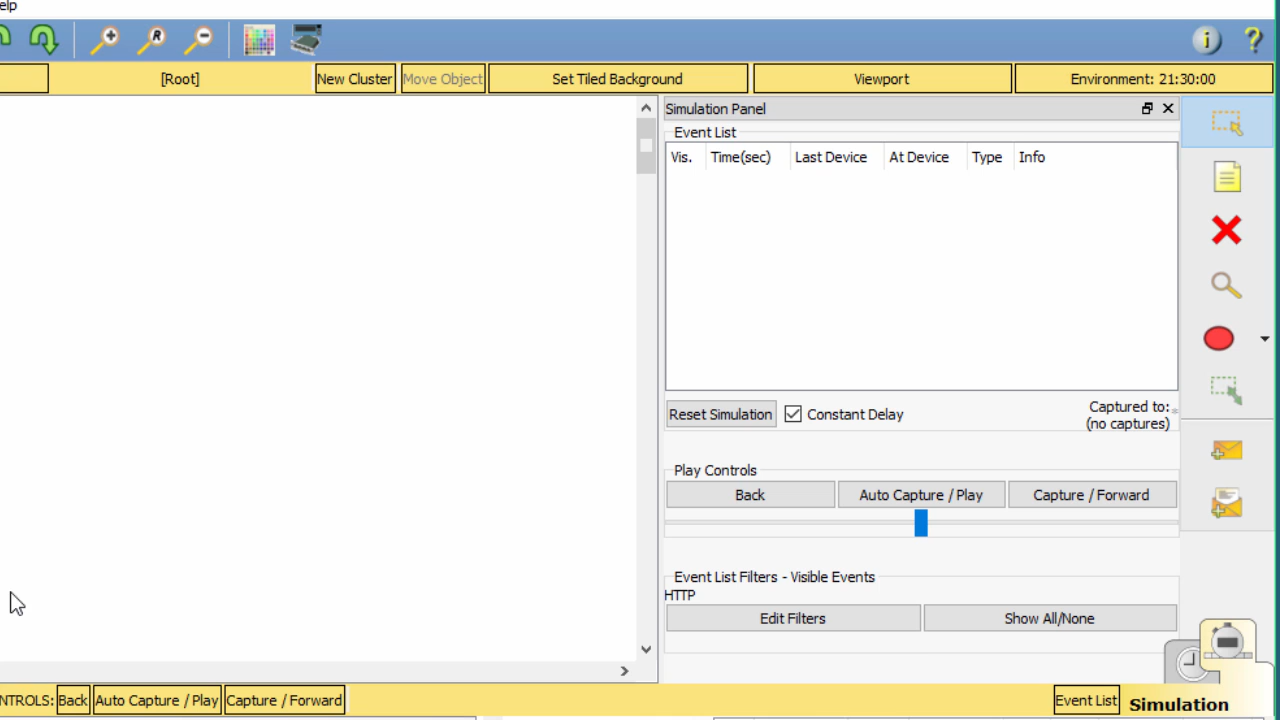 elp
[Root] New Cluster Move Object Set Tiled Background Viewport Environment: 21:30:00
Simulation Panel
Event List
Vis. Time(sec) Last Device At Device Type Info
Reset Simulation Constant Delay Captured to:
(no captures)
Play Controls
Back Auto Capture / Play Capture / Forward
Event List Filters - Visible Events
HTTP
Edit Filters Show All/None
NTROLS: Back Auto Capture / Play Capture / Forward Event List Simulation